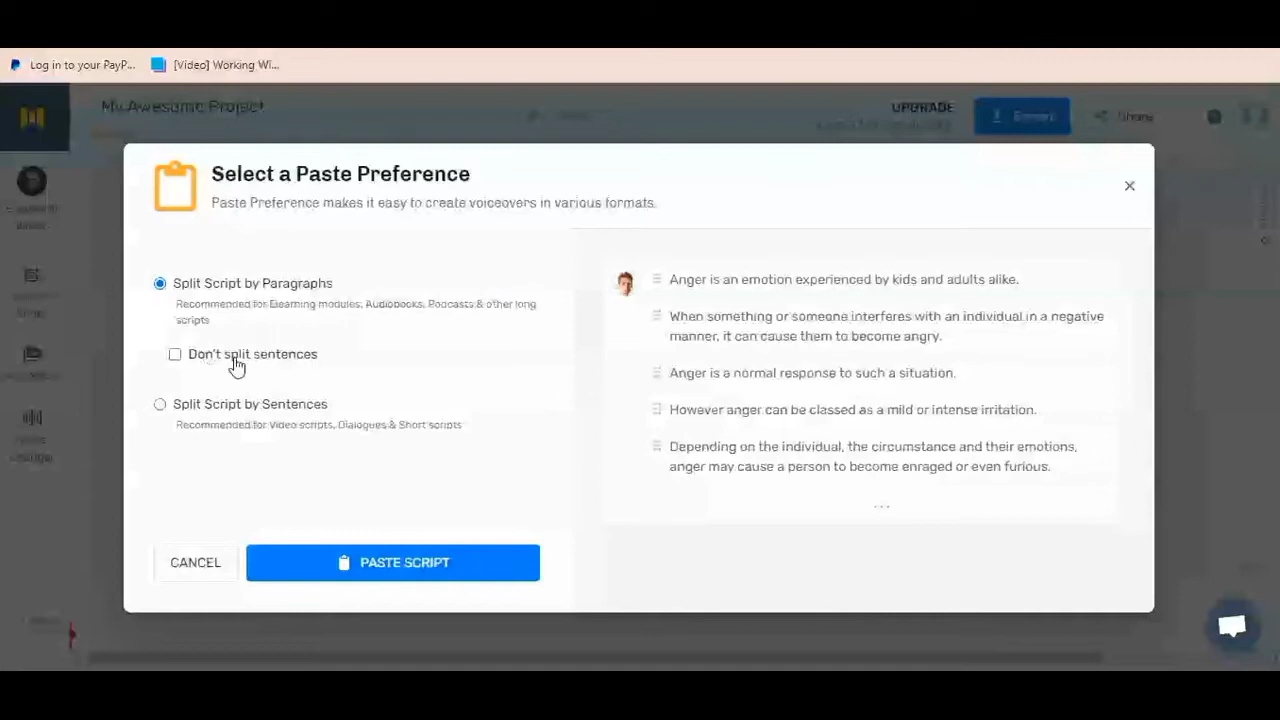 Log in to your PayP...
[Video] Working Wi...
My Awesome Project
UPGRADE
Share
Select a Paste Preference
Paste Preference makes it easy to create voiceovers in various formats.
Split Script by Paragraphs
Recommended for Elearning modules, Audiobooks, Podcasts & other long
scripts
Don't split sentences
Split Script by Sentences
Recommended for Video scripts, Dialogues & Short scripts
CANCEL
PASTE SCRIPT
Anger is an emotion experienced by kids and adults alike.
When something or someone interferes with an individual in a negative
manner, it can cause them to become angry.
Anger is a normal response to such a situation.
However anger can be classed as a mild or intense irritation.
Depending on the individual, the circumstance and their emotions,
anger may cause a person to become enraged or even furious.
...